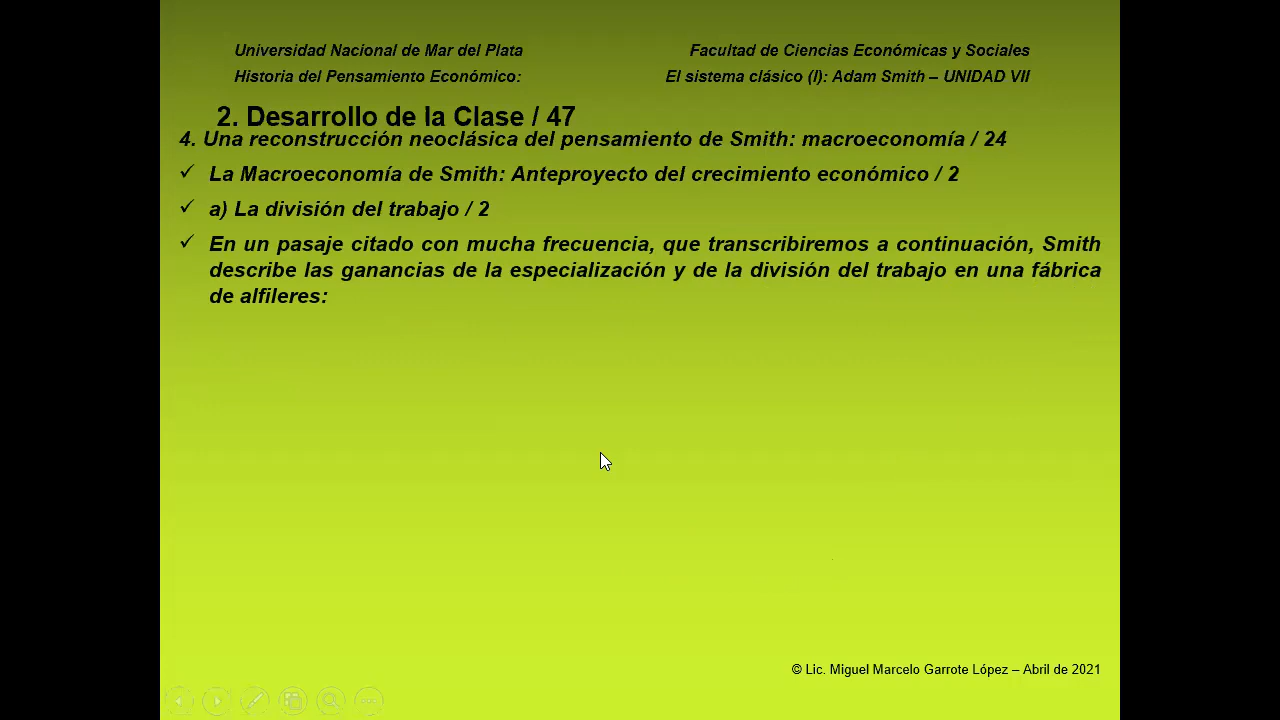 Universidad Nacional de Mar del Plata Facultad de Ciencias Económicas y Sociales
Historia del Pensamiento Económico: El sistema clásico (I): Adam Smith – UNIDAD VII
2. Desarrollo de la Clase / 47
4. Una reconstrucción neoclásica del pensamiento de Smith: macroeconomía / 24
✓ La Macroeconomía de Smith: Anteproyecto del crecimiento económico / 2
✓ a) La división del trabajo / 2
✓ En un pasaje citado con mucha frecuencia, que transcribiremos a continuación, Smith
describe las ganancias de la especialización y de la división del trabajo en una fábrica
de alfileres:
© Lic. Miguel Marcelo Garrote López – Abril de 2021